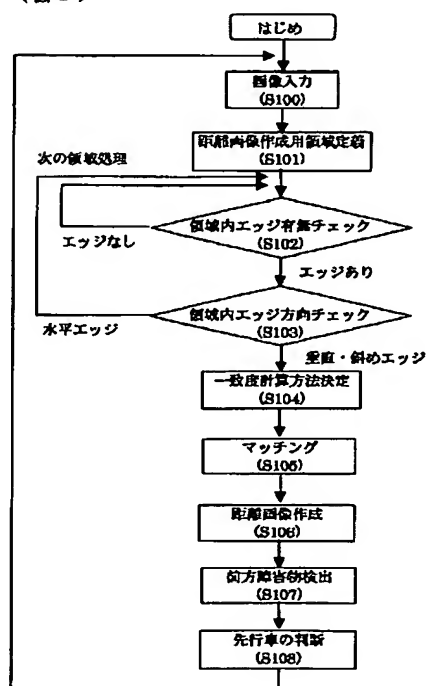 はじめ
画像入力
(S100)
距離画像作成用領域定義
(S101)
次の領域処理
領域内エッジ有無チェック
(S102)
エッジなし
エッジあり
領域内エッジ方向チェック
(S103)
水平エッジ
垂直・斜めエッジ
一致度計算方法決定
(S104)
マッチング
(S105)
距離画像作成
(S106)
前方障害物検出
(S107)
先行車の判断
(S108)